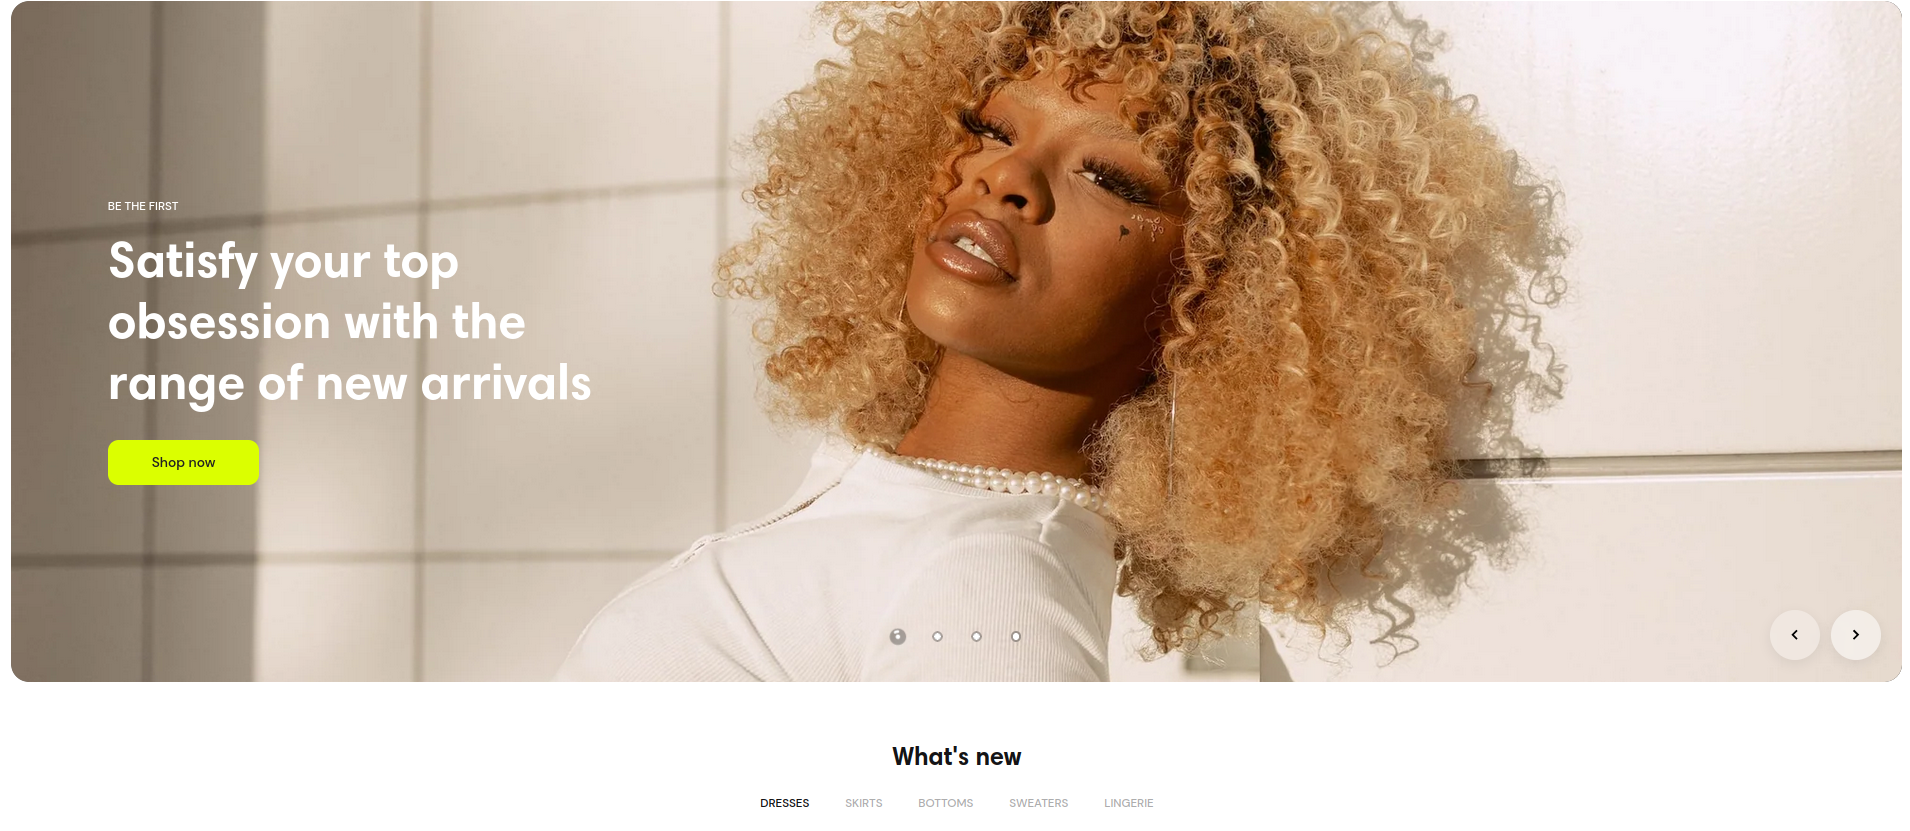 BE THE FIRST
Satisfy your top
obsession with the
range of new arrivals
Shop now
What's new
DRESSES SKIRTS BOTTOMS SWEATERS LINGERIE